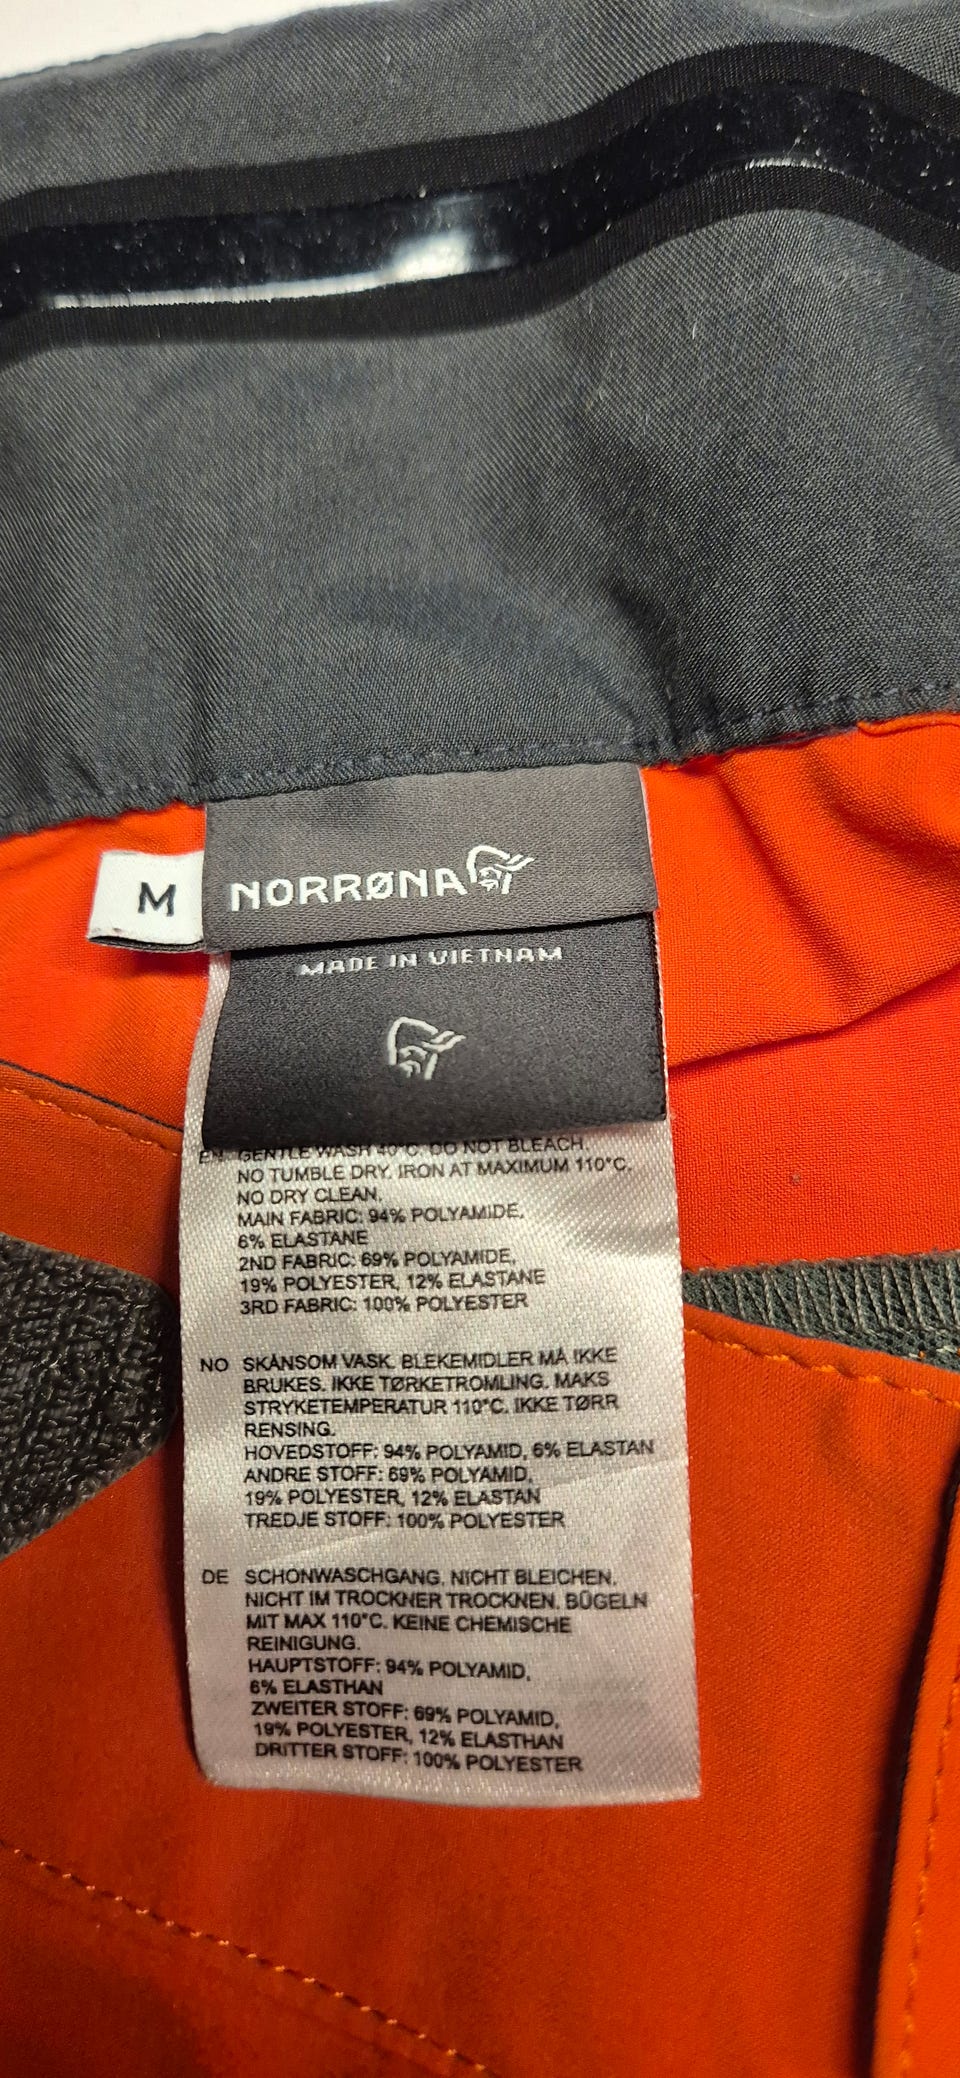 M
NORRØNA
MADE IN VIETNAM
EN GENTLE WASH 40°C. DO NOT BLEACH.
NO TUMBLE DRY. IRON AT MAXIMUM 110°C.
NO DRY CLEAN.
MAIN FABRIC: 94% POLYAMIDE,
6% ELASTANE
2ND FABRIC: 69% POLYAMIDE,
19% POLYESTER, 12% ELASTANE
3RD FABRIC: 100% POLYESTER
NO SKÅNSOM VASK. BLEKEMIDLER MÅ IKKE
BRUKES. IKKE TØRKETROMLING. MAKS
STRYKETEMPERATUR 110°C. IKKE TØRR
RENSING.
HOVEDSTOFF: 94% POLYAMID, 6% ELASTAN
ANDRE STOFF: 69% POLYAMID,
19% POLYESTER, 12% ELASTAN
TREDJE STOFF: 100% POLYESTER
DE SCHONWASCHGANG. NICHT BLEICHEN.
NICHT IM TROCKNER TROCKNEN. BÜGELN
MIT MAX 110°C. KEINE CHEMISCHE
REINIGUNG.
HAUPTSTOFF: 94% POLYAMID,
6% ELASTHAN
ZWEITER STOFF: 69% POLYAMID,
19% POLYESTER, 12% ELASTHAN
DRITTER STOFF: 100% POLYESTER